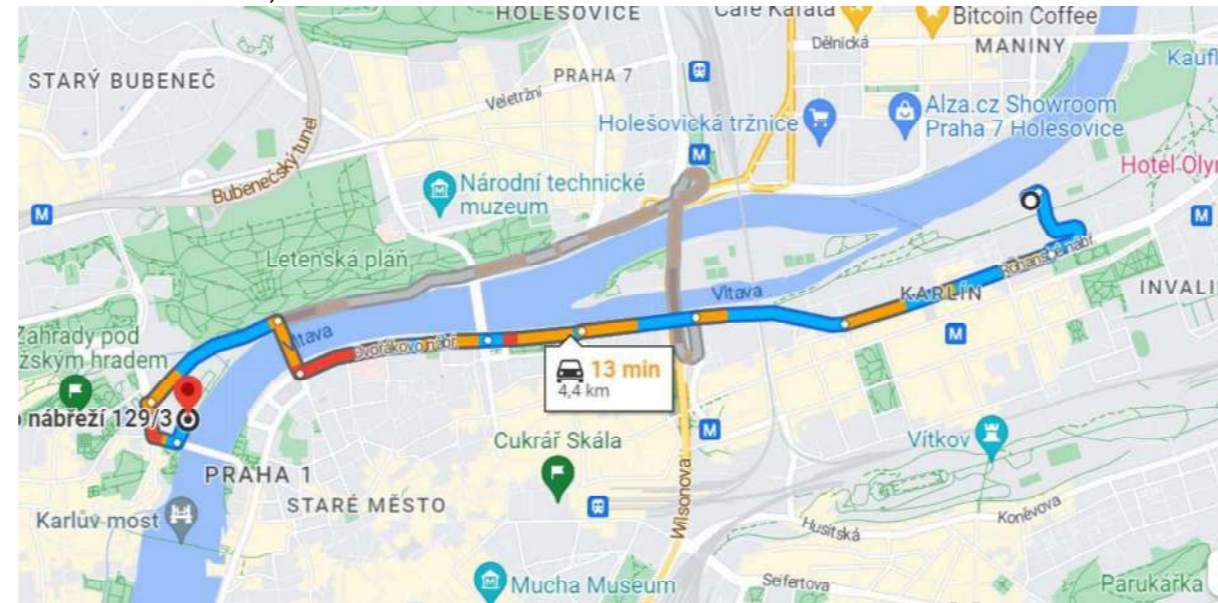 HOLEŠOVICE
Bitcoin Coffee
Dělnická
MANINY
Kaufl
STARÝ BUBENEČ
PRAHA 7
Veletržní
Holešovická tržnice
Alza.cz Showroom
Praha 7 Holesovice
M
Hotel Olym
Národní technické
muzeum
Bubenečský tunel
M
M
M
Letenská pláň
Vltava
KARLÍN
Rohanské nábř.
INVALI
Zahrady pod
žským hradem
Vltava
Dvořákovo nábř.
M
13 min
4,4 km
nábřeží 129/3
M
Cukrář Skála
Vítkov
PRAHA 1
STARÉ MĚSTO
Wilsonova
Karlův most
Husitská
Koněvova
Mucha Museum
Seifertova
Parukářka